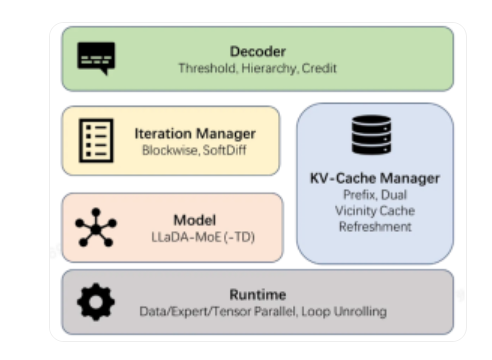 Decoder
Threshold, Hierarchy, Credit
Iteration Manager
Blockwise, SoftDiff
KV-Cache Manager
Prefix, Dual
Vicinity Cache
Refreshment
Model
LLaDA-MoE (-TD)
Runtime
Data/Expert/Tensor Parallel, Loop Unrolling